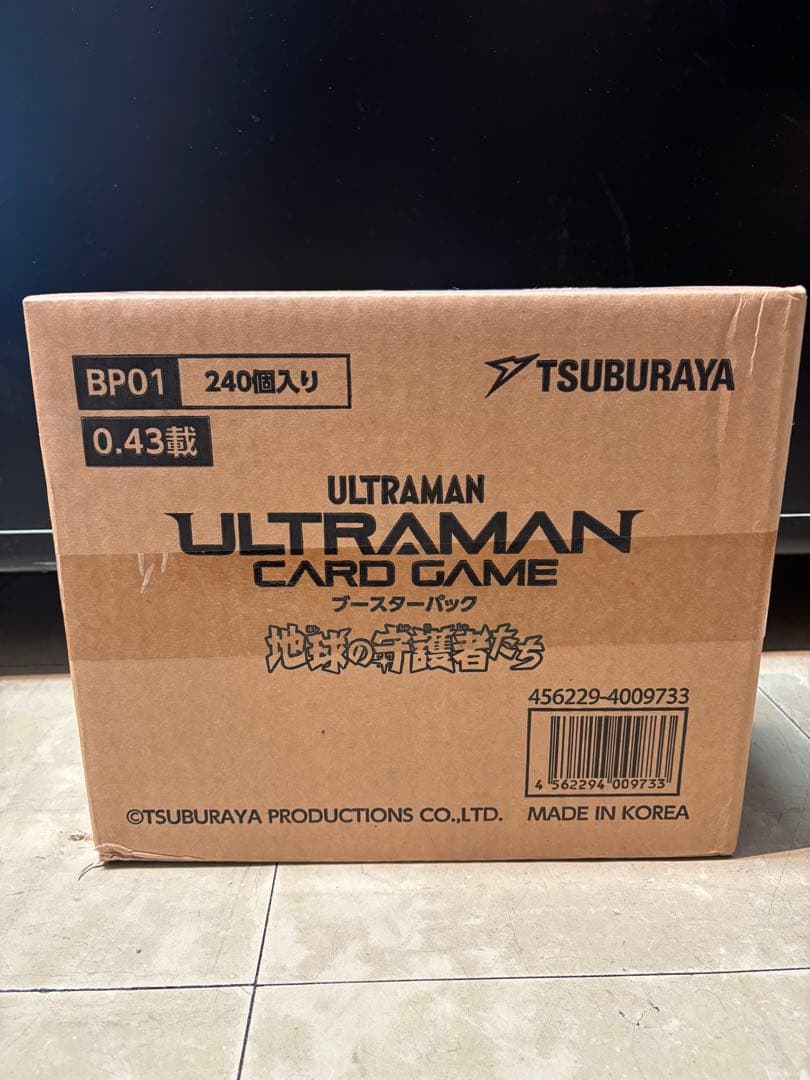 BP01 240個入り
TSUBURAYA
0.43載
ULTRAMAN
ULTRAMAN
CARD GAME
ブースターパック
地球の守護者たち
456229-4009733
4 562294 009733
©TSUBURAYA PRODUCTIONS CO.,LTD. MADE IN KOREA